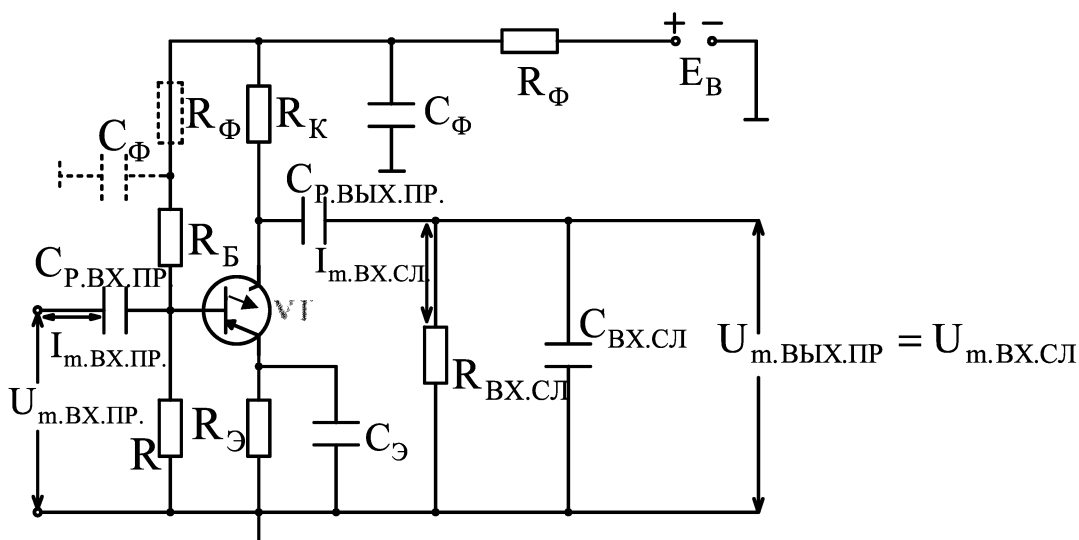 + −
E_В
R_Ф
R_Ф
R_К
C_Ф
C_Ф
C_Р.ВЫХ.ПР.
R_Б
I_m.ВХ.СЛ.
C_Р.ВХ.ПР.
I_m.ВХ.ПР.
C_ВХ.СЛ
U_m.ВЫХ.ПР = U_m.ВХ.СЛ
R_ВХ.СЛ
U_m.ВХ.ПР.
R
R_Э
C_Э